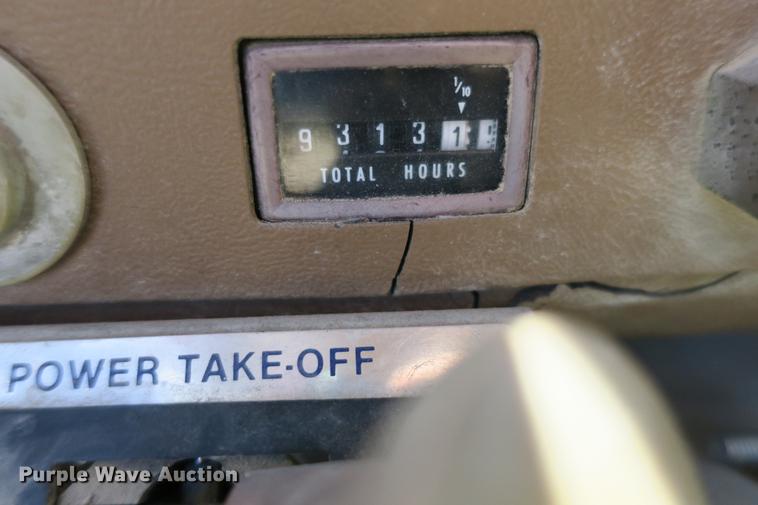 1/10
9 3 1 3 1
TOTAL HOURS
POWER TAKE-OFF
Purple Wave Auction